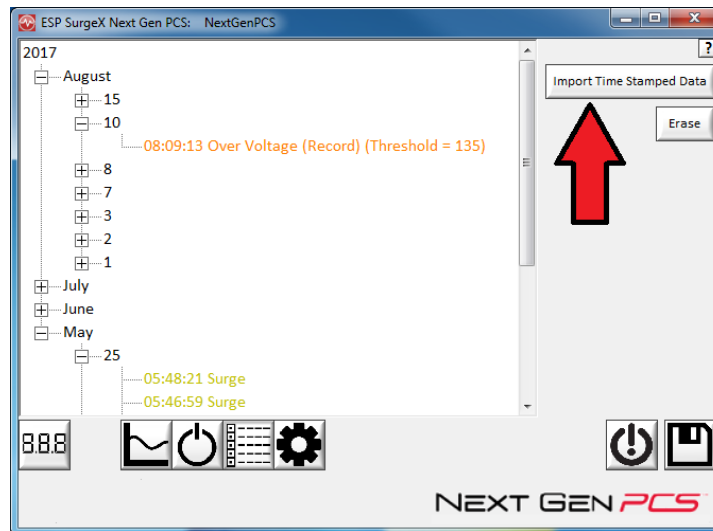 ESP SurgeX Next Gen PCS:   NextGenPCS
2017
August
15
10
08:09:13 Over Voltage (Record) (Threshold = 135)
8
7
3
2
1
July
June
May
25
05:48:21 Surge
05:46:59 Surge
?
Import Time Stamped Data
Erase
8.8.8
NEXT GEN PCS